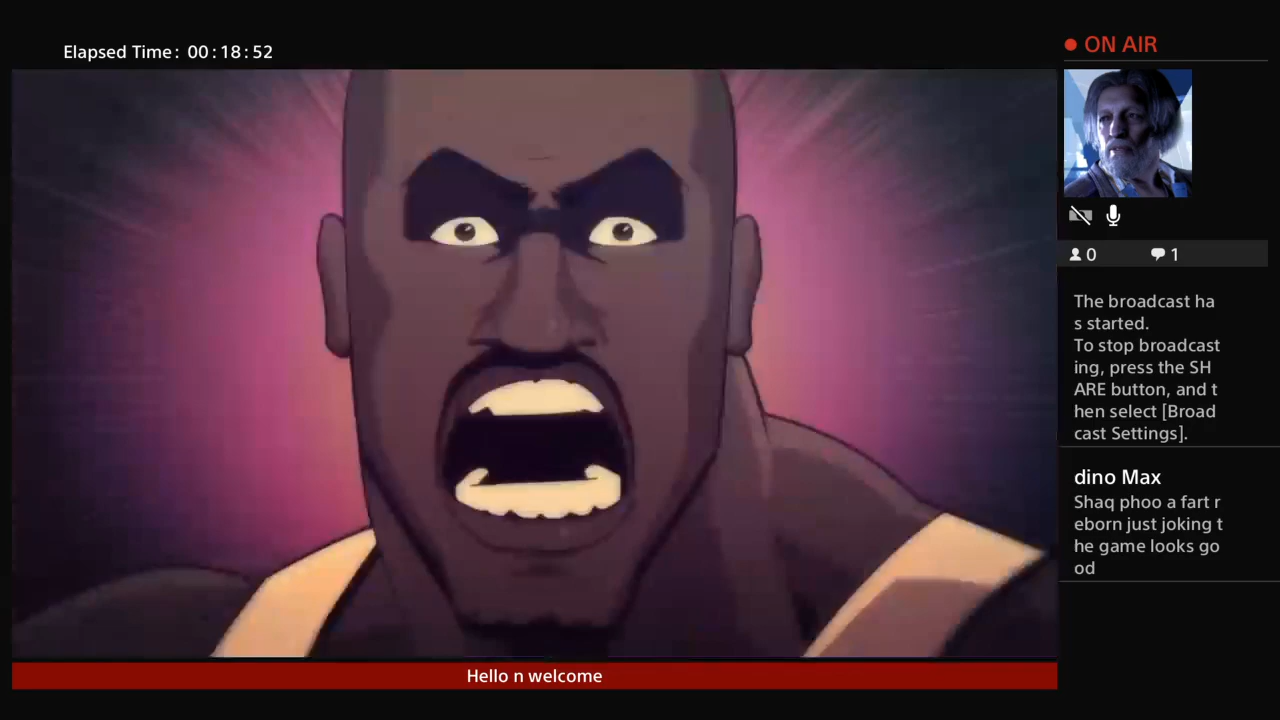 Elapsed Time: 00:18:52
ON AIR
0
1
The broadcast ha
s started.
To stop broadcast
ing, press the SH
ARE button, and t
hen select [Broad
cast Settings].
dino Max
Shaq phoo a fart r
eborn just joking t
he game looks go
od
Hello n welcome